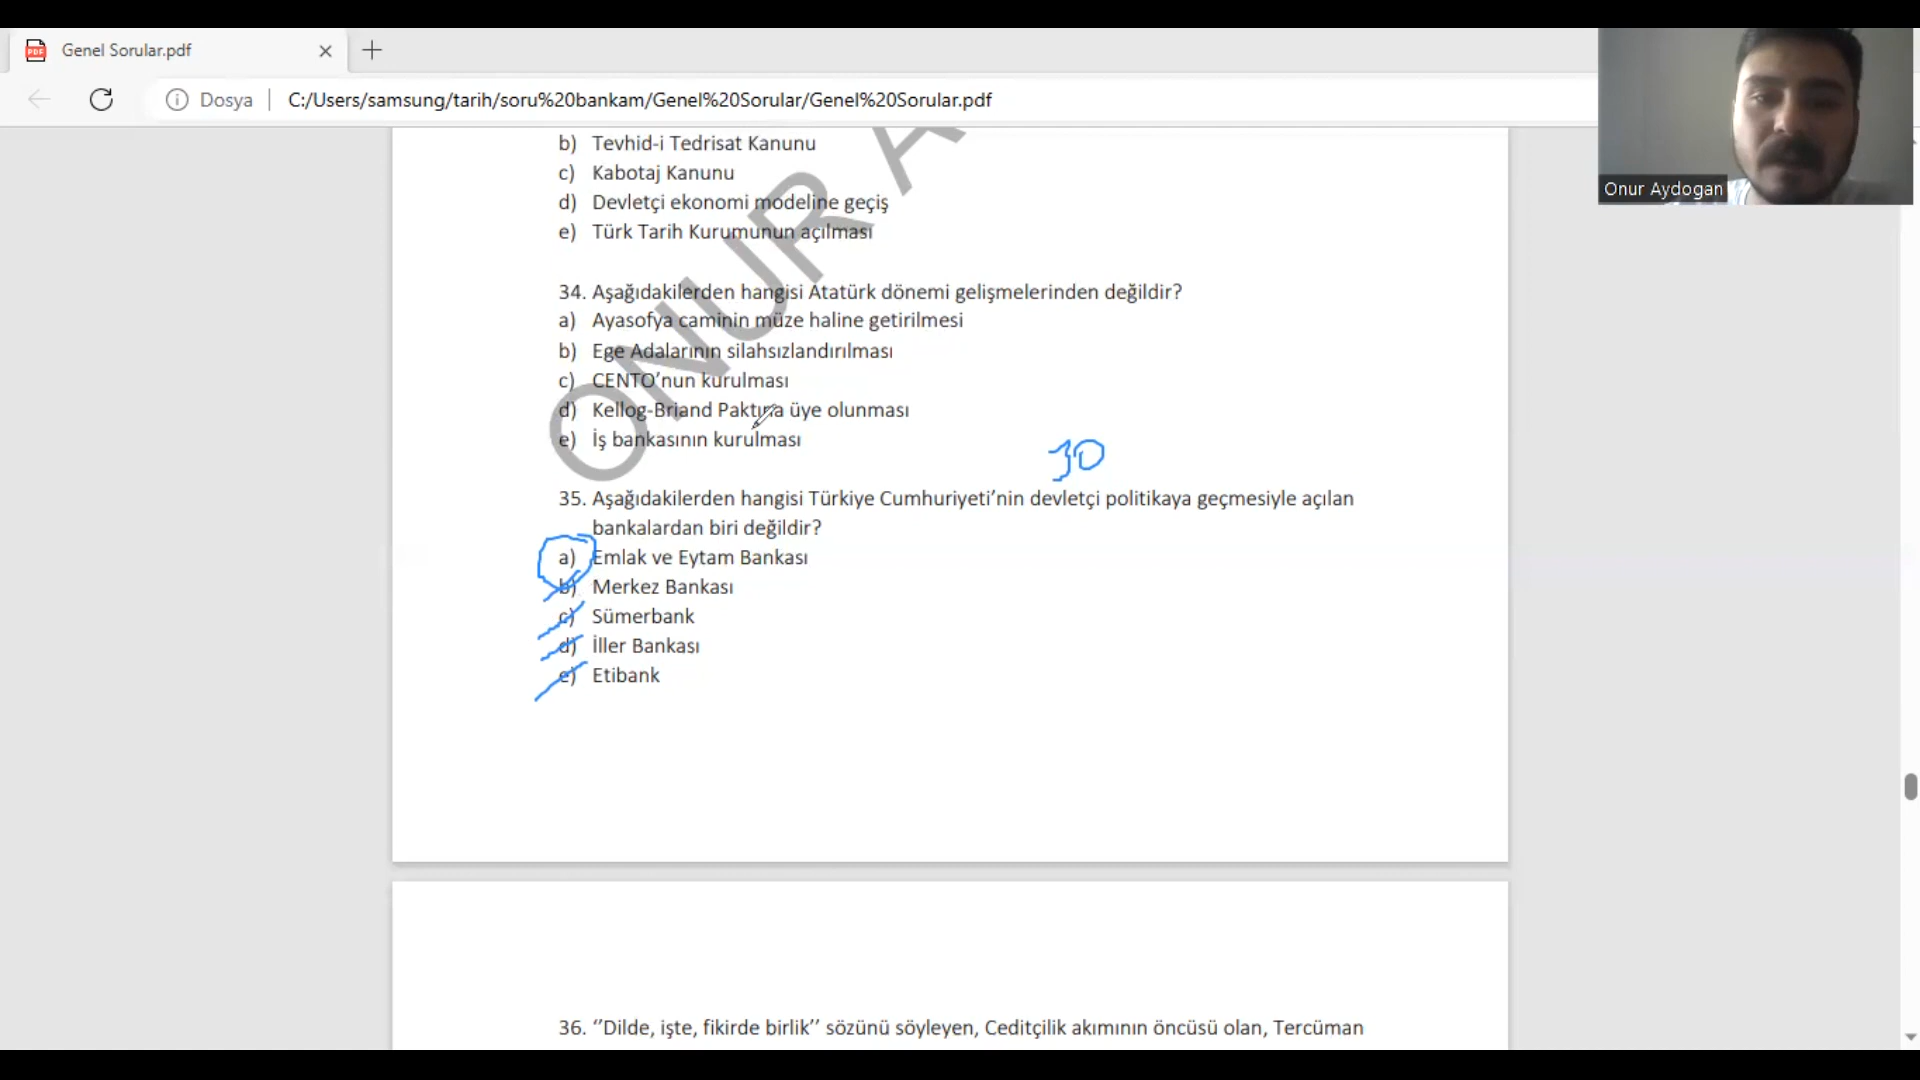 Genel Sorular.pdf
Dosya
C:/Users/samsung/tarih/soru%20bankam/Genel%20Sorular/Genel%20Sorular.pdf
Onur Aydogan
b) Tevhid-i Tedrisat Kanunu
c) Kabotaj Kanunu
d) Devletçi ekonomi modeline geçiş
e) Türk Tarih Kurumunun açılması
ONUR A
34. Aşağıdakilerden hangisi Atatürk dönemi gelişmelerinden değildir?
a) Ayasofya caminin müze haline getirilmesi
b) Ege Adalarının silahsızlandırılması
c) CENTO’nun kurulması
d) Kellog-Briand Paktına üye olunması
e) İş bankasının kurulması
30
35. Aşağıdakilerden hangisi Türkiye Cumhuriyeti’nin devletçi politikaya geçmesiyle açılan
bankalardan biri değildir?
a) Emlak ve Eytam Bankası
b) Merkez Bankası
c) Sümerbank
d) İller Bankası
e) Etibank
36. ‘’Dilde, işte, fikirde birlik’’ sözünü söyleyen, Ceditçilik akımının öncüsü olan, Tercüman